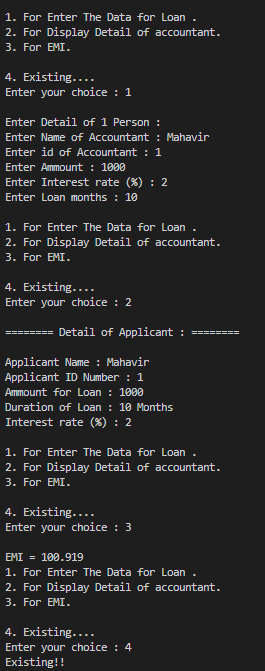 1. For Enter The Data for Loan .
2. For Display Detail of accountant.
3. For EMI.
4. Existing....
Enter your choice : 1
Enter Detail of 1 Person :
Enter Name of Accountant : Mahavir
Enter id of Accountant : 1
Enter Ammount : 1000
Enter Interest rate (%) : 2
Enter Loan months : 10
1. For Enter The Data for Loan .
2. For Display Detail of accountant.
3. For EMI.
4. Existing....
Enter your choice : 2
======== Detail of Applicant : ========
Applicant Name : Mahavir
Applicant ID Number : 1
Ammount for Loan : 1000
Duration of Loan : 10 Months
Interest rate (%) : 2
1. For Enter The Data for Loan .
2. For Display Detail of accountant.
3. For EMI.
4. Existing....
Enter your choice : 3
EMI = 100.919
1. For Enter The Data for Loan .
2. For Display Detail of accountant.
3. For EMI.
4. Existing....
Enter your choice : 4
Existing!!